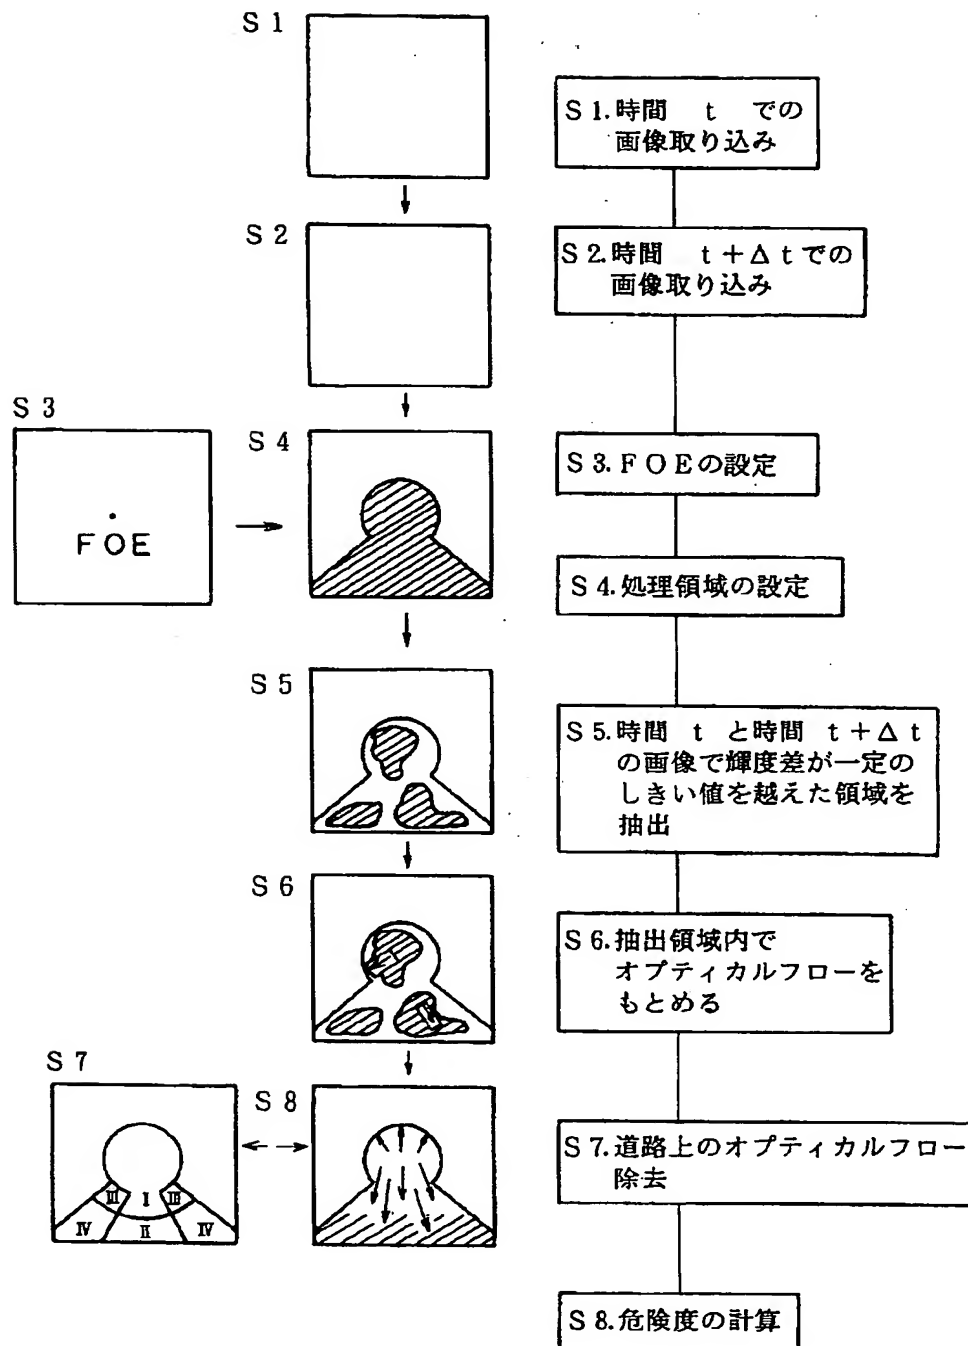 S 1
S 1.時間 t での
画像取り込み
S 2
S 2.時間 t+Δtでの
画像取り込み
S 3
FOE
S 4
S 3.FOEの設定
S 4.処理領域の設定
S 5
S 5.時間 t と時間 t+Δt
の画像で輝度差が一定の
しきい値を越えた領域を
抽出
S 6
S 6.抽出領域内で
オプティカルフローを
もとめる
S 7
III I III
IV II IV
S 8
S 7.道路上のオプティカルフロー
除去
S 8.危険度の計算